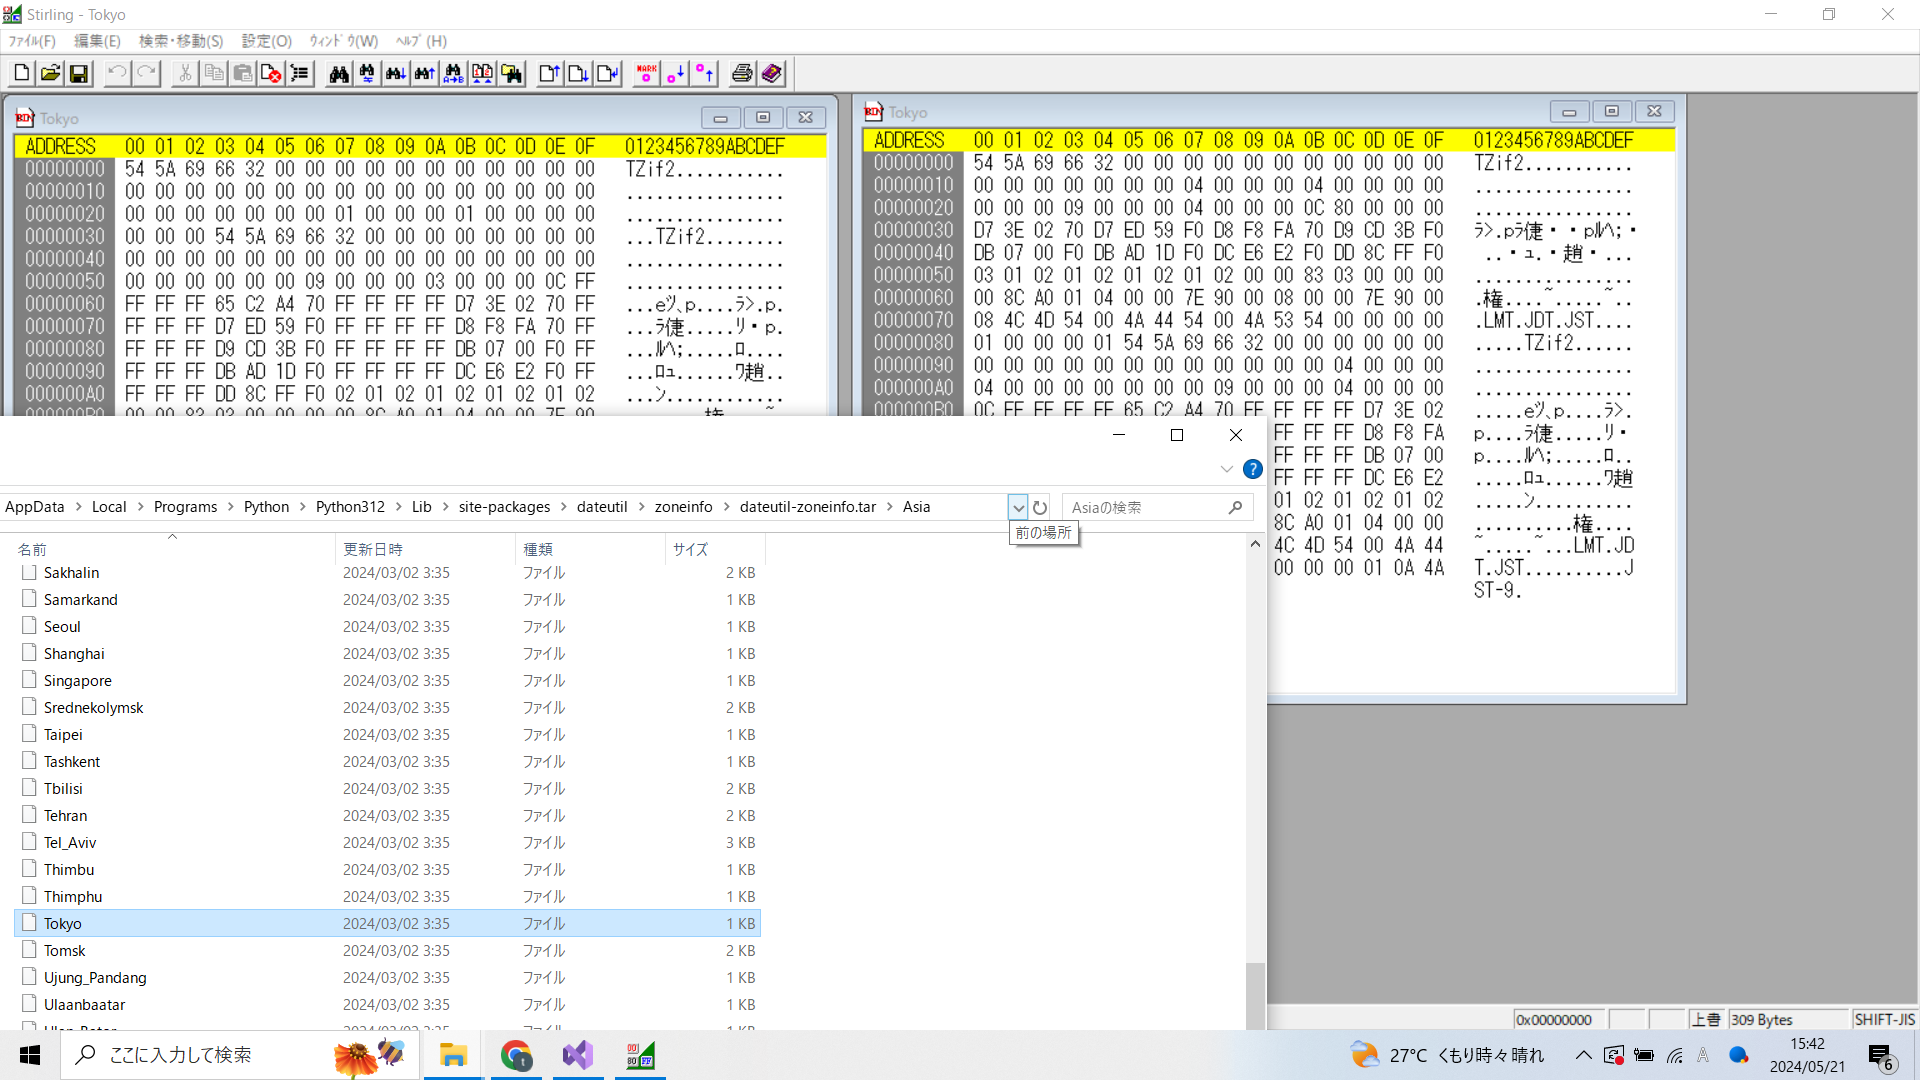 Stirling - Tokyo
ﾌｧｲﾙ(F) 編集(E) 検索・移動(S) 設定(O) ｳｨﾝﾄﾞｳ(W) ﾍﾙﾌﾟ(H)
Tokyo
ADDRESS 00 01 02 03 04 05 06 07 08 09 0A 0B 0C 0D 0E 0F 0123456789ABCDEF
00000000 54 5A 69 66 32 00 00 00 00 00 00 00 00 00 00 00 TZif2...........
00000010 00 00 00 00 00 00 00 00 00 00 00 00 00 00 00 00 ................
00000020 00 00 00 00 00 00 00 01 00 00 00 01 00 00 00 00 ................
00000030 00 00 00 54 5A 69 66 32 00 00 00 00 00 00 00 00 ...TZif2........
00000040 00 00 00 00 00 00 00 00 00 00 00 00 00 00 00 00 ................
00000050 00 00 00 00 00 00 09 00 00 00 03 00 00 00 0C FF ................
00000060 FF FF FF 65 C2 A4 70 FF FF FF FF D7 3E 02 70 FF ...eﾂ､p....ﾗ>.p.
00000070 FF FF FF D7 ED 59 F0 FF FF FF FF D8 F8 FA 70 FF ...ﾗ倢.....ﾘ・p.
00000080 FF FF FF D9 CD 3B F0 FF FF FF FF DB 07 00 F0 FF ...ﾙﾍ;.....ﾛ....
00000090 FF FF FF DB AD 1D F0 FF FF FF FF DC E6 E2 F0 FF ...ﾛｭ......ﾜ趙..
000000A0 FF FF FF DD 8C FF F0 02 01 02 01 02 01 02 01 02 ...ﾝ............
000000B0 00 00 83 03 00 00 00 00 8C A0 01 04 00 00 7E 90
Tokyo
ADDRESS 00 01 02 03 04 05 06 07 08 09 0A 0B 0C 0D 0E 0F 0123456789ABCDEF
00000000 54 5A 69 66 32 00 00 00 00 00 00 00 00 00 00 00 TZif2...........
00000010 00 00 00 00 00 00 00 04 00 00 00 04 00 00 00 00 ................
00000020 00 00 00 09 00 00 00 04 00 00 00 0C 80 00 00 00 ................
00000030 D7 3E 02 70 D7 ED 59 F0 D8 F8 FA 70 D9 CD 3B F0 ﾗ>.pﾗ倢・・pﾙﾍ;・
00000040 DB 07 00 F0 DB AD 1D F0 DC E6 E2 F0 DD 8C FF F0 ..・ｭ.・趙・...
00000050 03 01 02 01 02 01 02 01 02 00 00 83 03 00 00 00 ................
00000060 00 8C A0 01 04 00 00 7E 90 00 08 00 00 7E 90 00 .権....~.....~..
00000070 08 4C 4D 54 00 4A 44 54 00 4A 53 54 00 00 00 00 .LMT.JDT.JST....
00000080 01 00 00 00 01 54 5A 69 66 32 00 00 00 00 00 00 .....TZif2......
00000090 00 00 00 00 00 00 00 00 00 00 00 00 04 00 00 00 ................
000000A0 04 00 00 00 00 00 00 00 09 00 00 00 04 00 00 00 ................
000000B0 0C FF FF FF FF 65 C2 A4 70 FF FF FF FF D7 3E 02 .....eﾂ､p....ﾗ>.
FF FF FF D8 F8 FA p....ﾗ倢.....ﾘ・
FF FF FF DB 07 00 p....ﾙﾍ;.....ﾛ..
FF FF FF DC E6 E2 ...ﾛｭ......ﾜ趙
01 02 01 02 01 02 .....ﾝ..........
8C A0 01 04 00 00 ..........権....
4C 4D 54 00 4A 44 ~.....~...LMT.JD
00 00 00 01 0A 4A T.JST..........J
ST-9.
AppData > Local > Programs > Python > Python312 > Lib > site-packages > dateutil > zoneinfo > dateutil-zoneinfo.tar > Asia
Asiaの検索
前の場所
名前 更新日時 種類 サイズ
Sakhalin 2024/03/02 3:35 ファイル 2 KB
Samarkand 2024/03/02 3:35 ファイル 1 KB
Seoul 2024/03/02 3:35 ファイル 1 KB
Shanghai 2024/03/02 3:35 ファイル 1 KB
Singapore 2024/03/02 3:35 ファイル 1 KB
Srednekolymsk 2024/03/02 3:35 ファイル 2 KB
Taipei 2024/03/02 3:35 ファイル 1 KB
Tashkent 2024/03/02 3:35 ファイル 1 KB
Tbilisi 2024/03/02 3:35 ファイル 2 KB
Tehran 2024/03/02 3:35 ファイル 2 KB
Tel_Aviv 2024/03/02 3:35 ファイル 3 KB
Thimbu 2024/03/02 3:35 ファイル 1 KB
Thimphu 2024/03/02 3:35 ファイル 1 KB
Tokyo 2024/03/02 3:35 ファイル 1 KB
Tomsk 2024/03/02 3:35 ファイル 2 KB
Ujung_Pandang 2024/03/02 3:35 ファイル 1 KB
Ulaanbaatar 2024/03/02 3:35 ファイル 1 KB
0x00000000 上書 309 Bytes SHIFT-JIS
ここに入力して検索
27°C くもり時々晴れ
A
15:42
2024/05/21
6